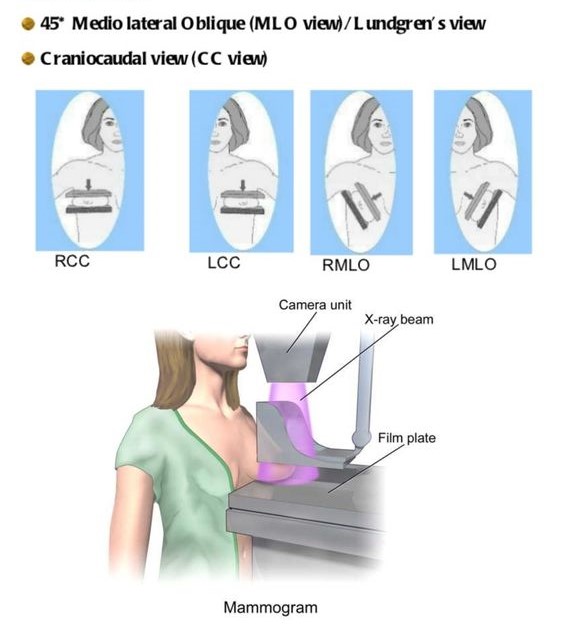 45° Medio lateral Oblique (MLO view)/Lundgren's view
Craniocaudal view (CC view)
RCC LCC RMLO LMLO
Camera unit
X-ray beam
Film plate
Mammogram